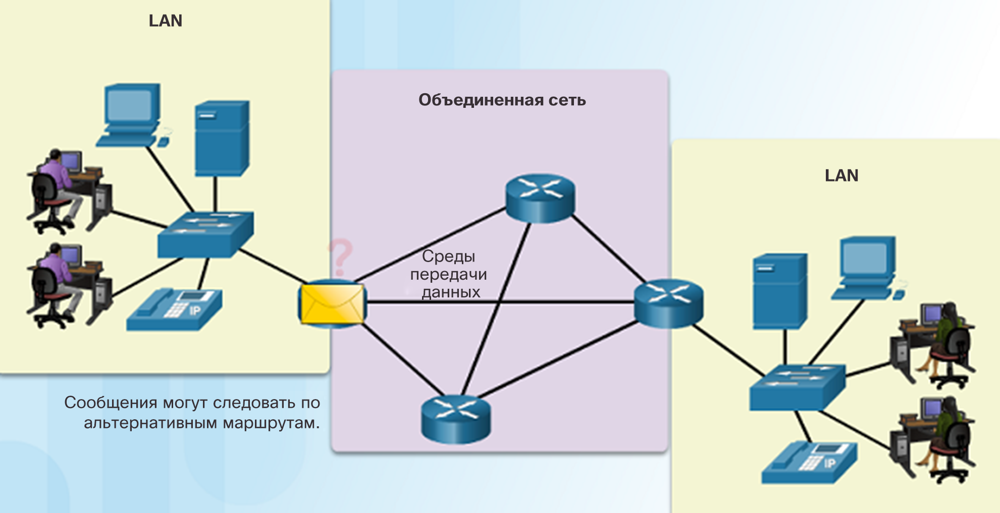 LAN
Объединенная сеть
LAN
Среды
передачи
данных
IP
Сообщения могут следовать по
альтернативным маршрутам.
IP
?